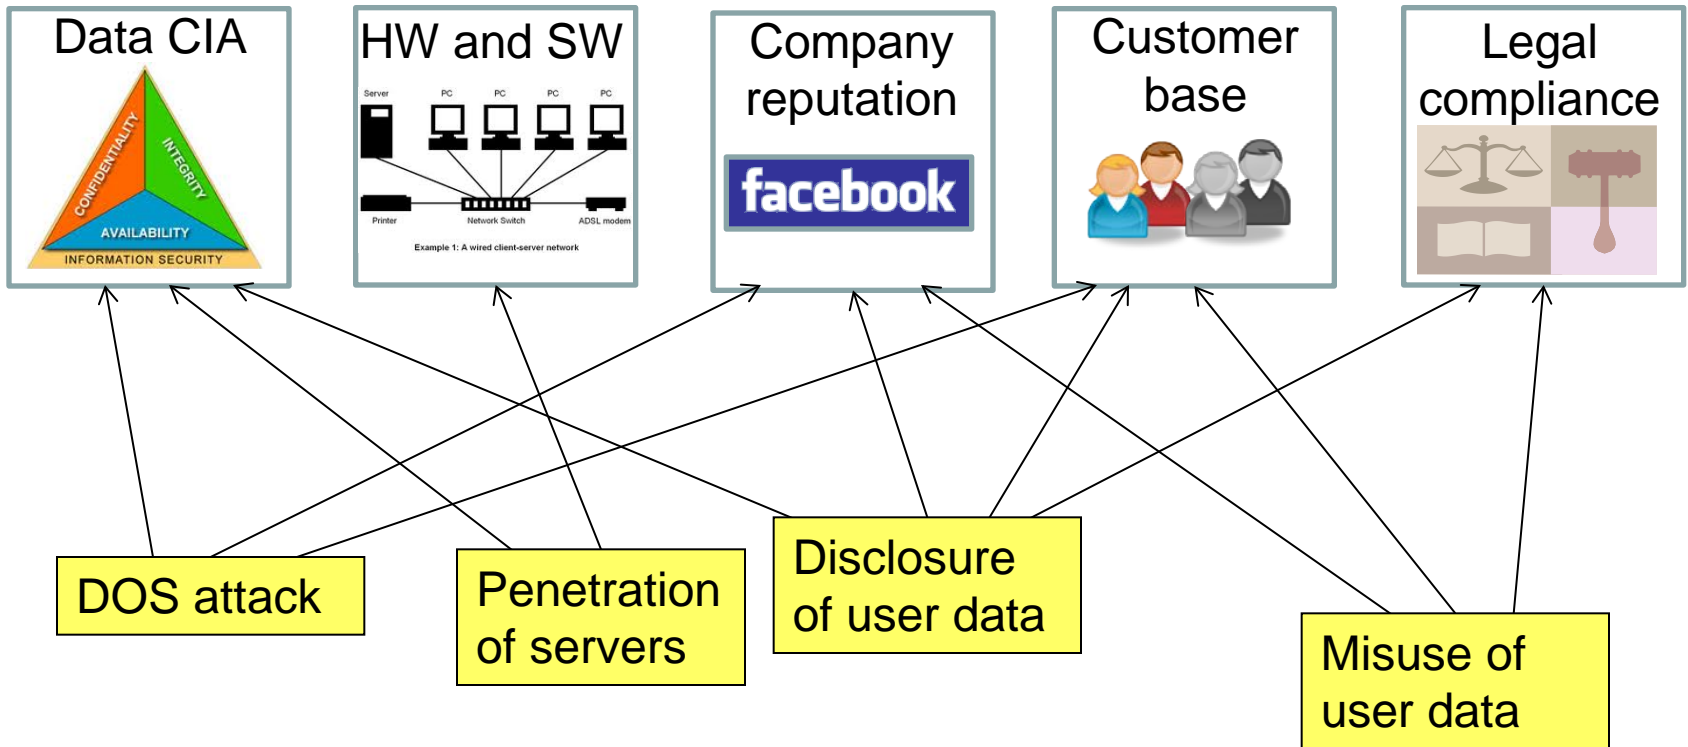 Data CIA
CONFIDENTIALITY
INTEGRITY
AVAILABILITY
INFORMATION SECURITY
HW and SW
Server
PC
PC
PC
PC
Printer
Network Switch
ADSL modem
Example 1: A wired client-server network
Company
reputation
facebook
Customer
base
Legal
compliance
DOS attack
Penetration
of servers
Disclosure
of user data
Misuse of
user data